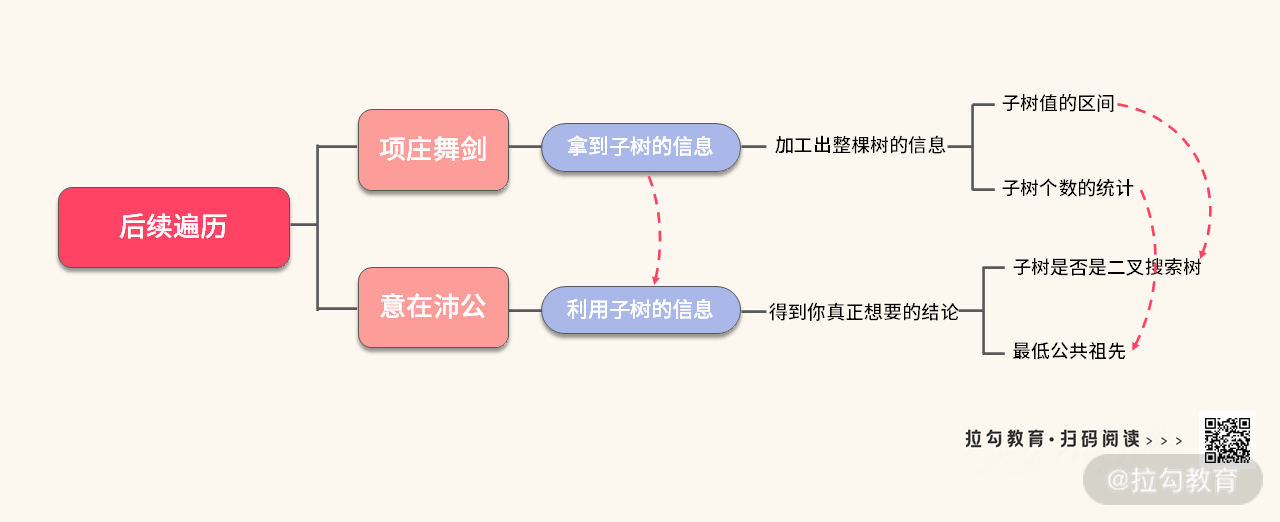 后续遍历
项庄舞剑
拿到子树的信息
加工出整棵树的信息
子树值的区间
子树个数的统计
意在沛公
利用子树的信息
得到你真正想要的结论
子树是否是二叉搜索树
最低公共祖先
拉勾教育·扫码阅读>>>
@拉勾教育